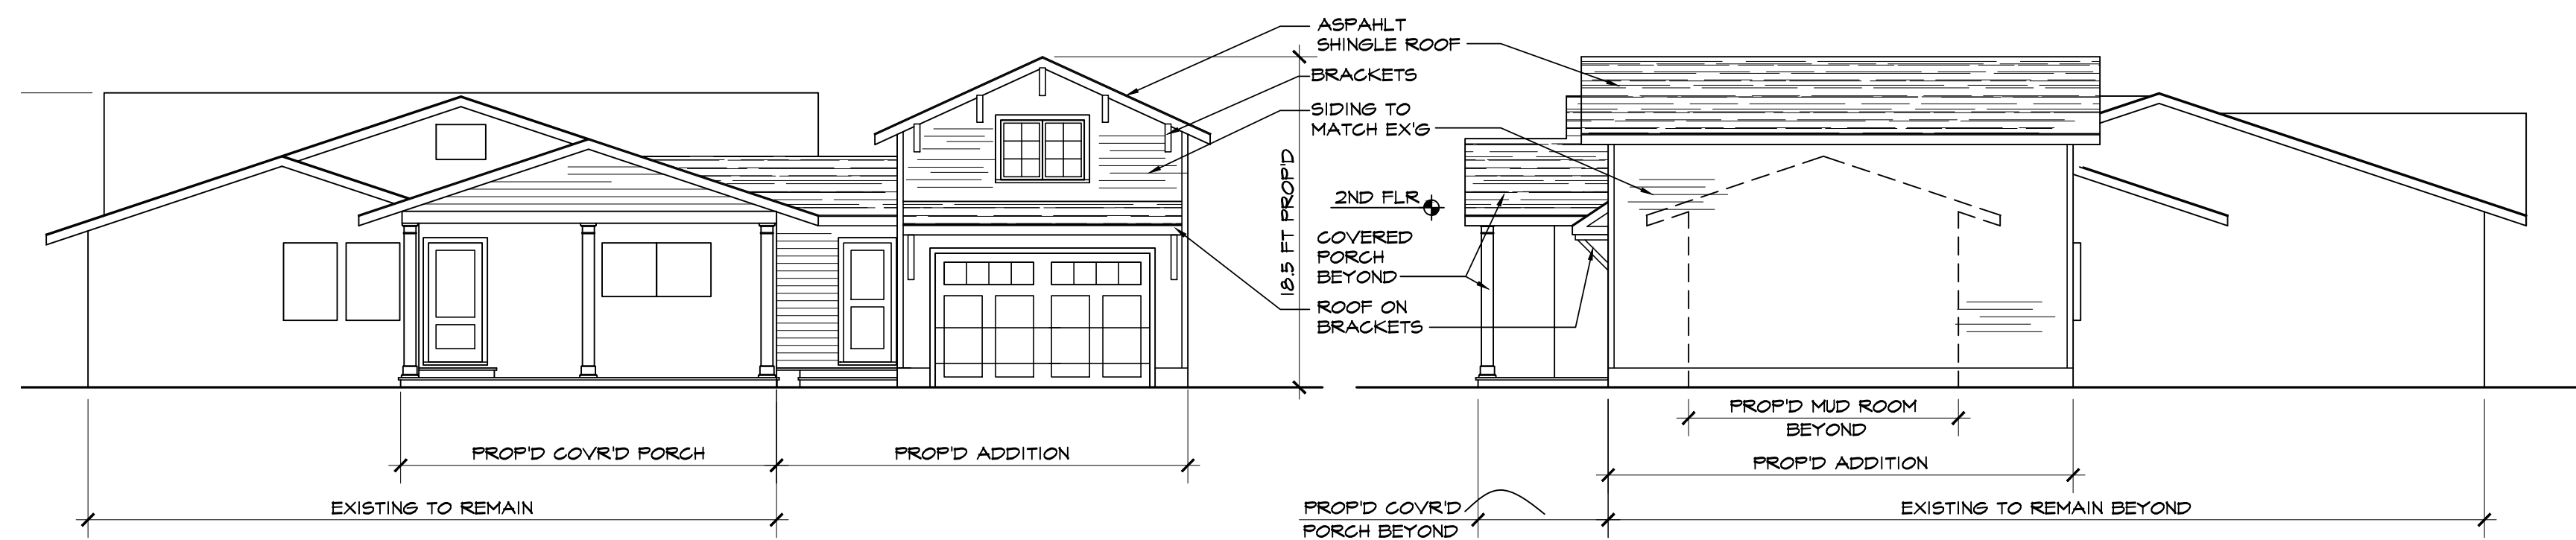 ASPAHLT
SHINGLE ROOF
BRACKETS
SIDING TO
MATCH EX'G
18.5 FT PROP'D
2ND FLR
COVERED
PORCH
BEYOND
ROOF ON
BRACKETS
PROP'D COVR'D PORCH
PROP'D ADDITION
EXISTING TO REMAIN
PROP'D MUD ROOM
BEYOND
PROP'D ADDITION
PROP'D COVR'D
PORCH BEYOND
EXISTING TO REMAIN BEYOND